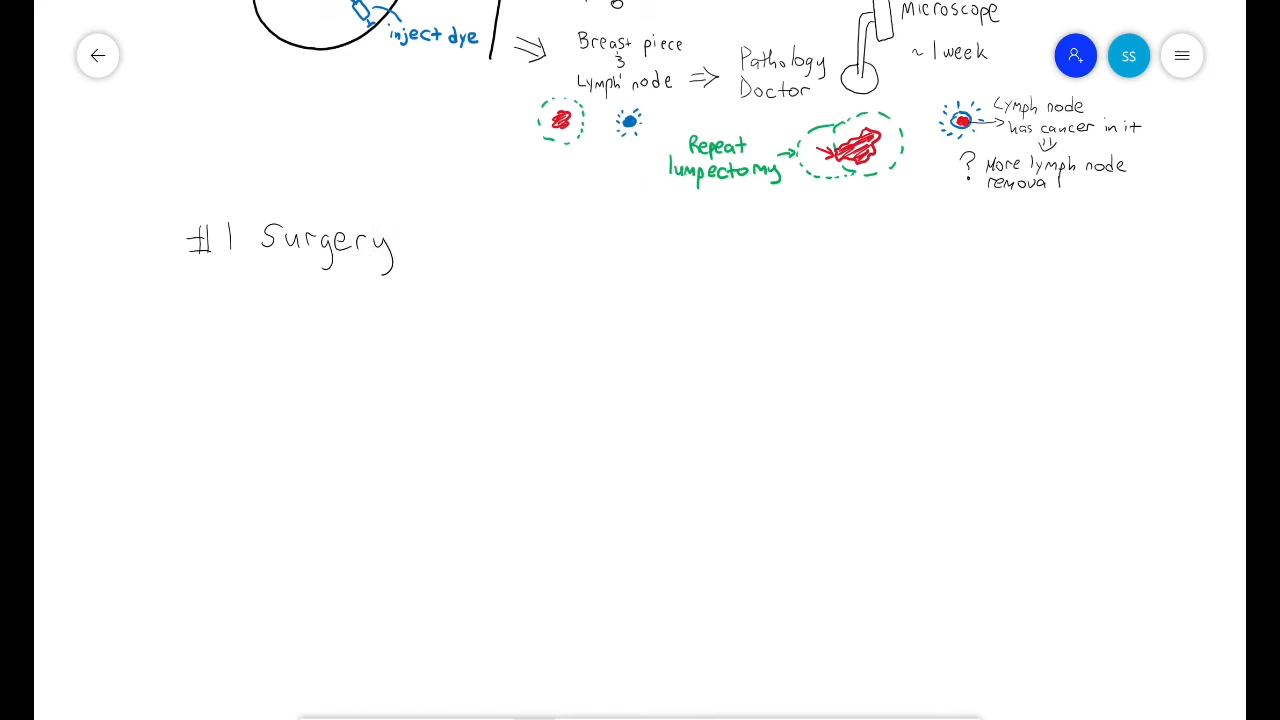 Microscope
inject dye
Breast piece
&
Lymph node
Pathology
Doctor
~ 1 week
SS
Lymph node
has cancer in it
? More lymph node
removal
Repeat
lumpectomy
#1 Surgery